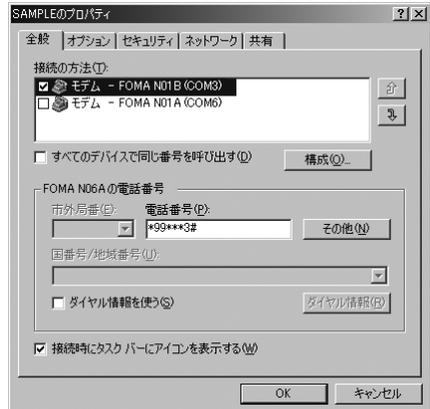 SAMPLEのプロパティ
全般 オプション セキュリティ ネットワーク 共有
接続の方法(T):
モデム - FOMA N01B (COM3)
モデム - FOMA N01A (COM6)
すべてのデバイスで同じ番号を呼び出す(D) 構成(O)...
FOMA N06Aの電話番号
市外局番(E): 電話番号(P):
*99***3# その他(N)
国番号/地域番号(U):
ダイヤル情報を使う(S) ダイヤル情報(R)
接続時にタスク バーにアイコンを表示する(W)
OK キャンセル